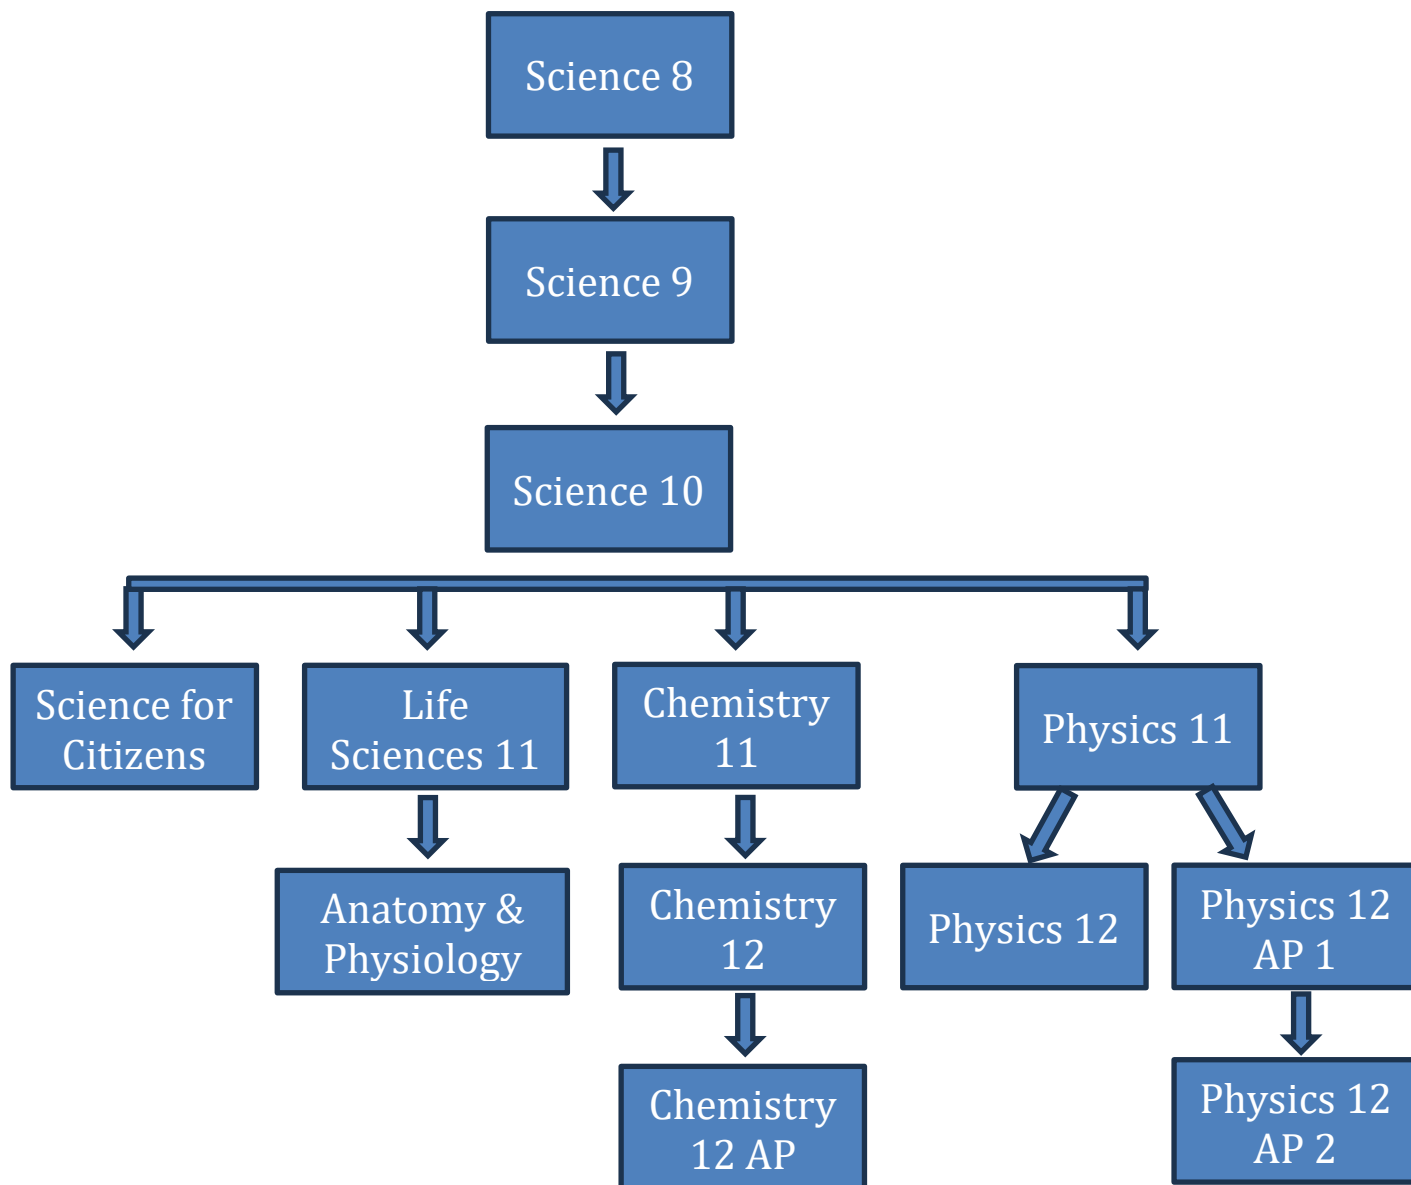 Science 8
Science 9
Science 10
Science for
Citizens
Life
Sciences 11
Chemistry
11
Physics 11
Anatomy &
Physiology
Chemistry
12
Physics 12
Physics 12
AP 1
Chemistry
12 AP
Physics 12
AP 2